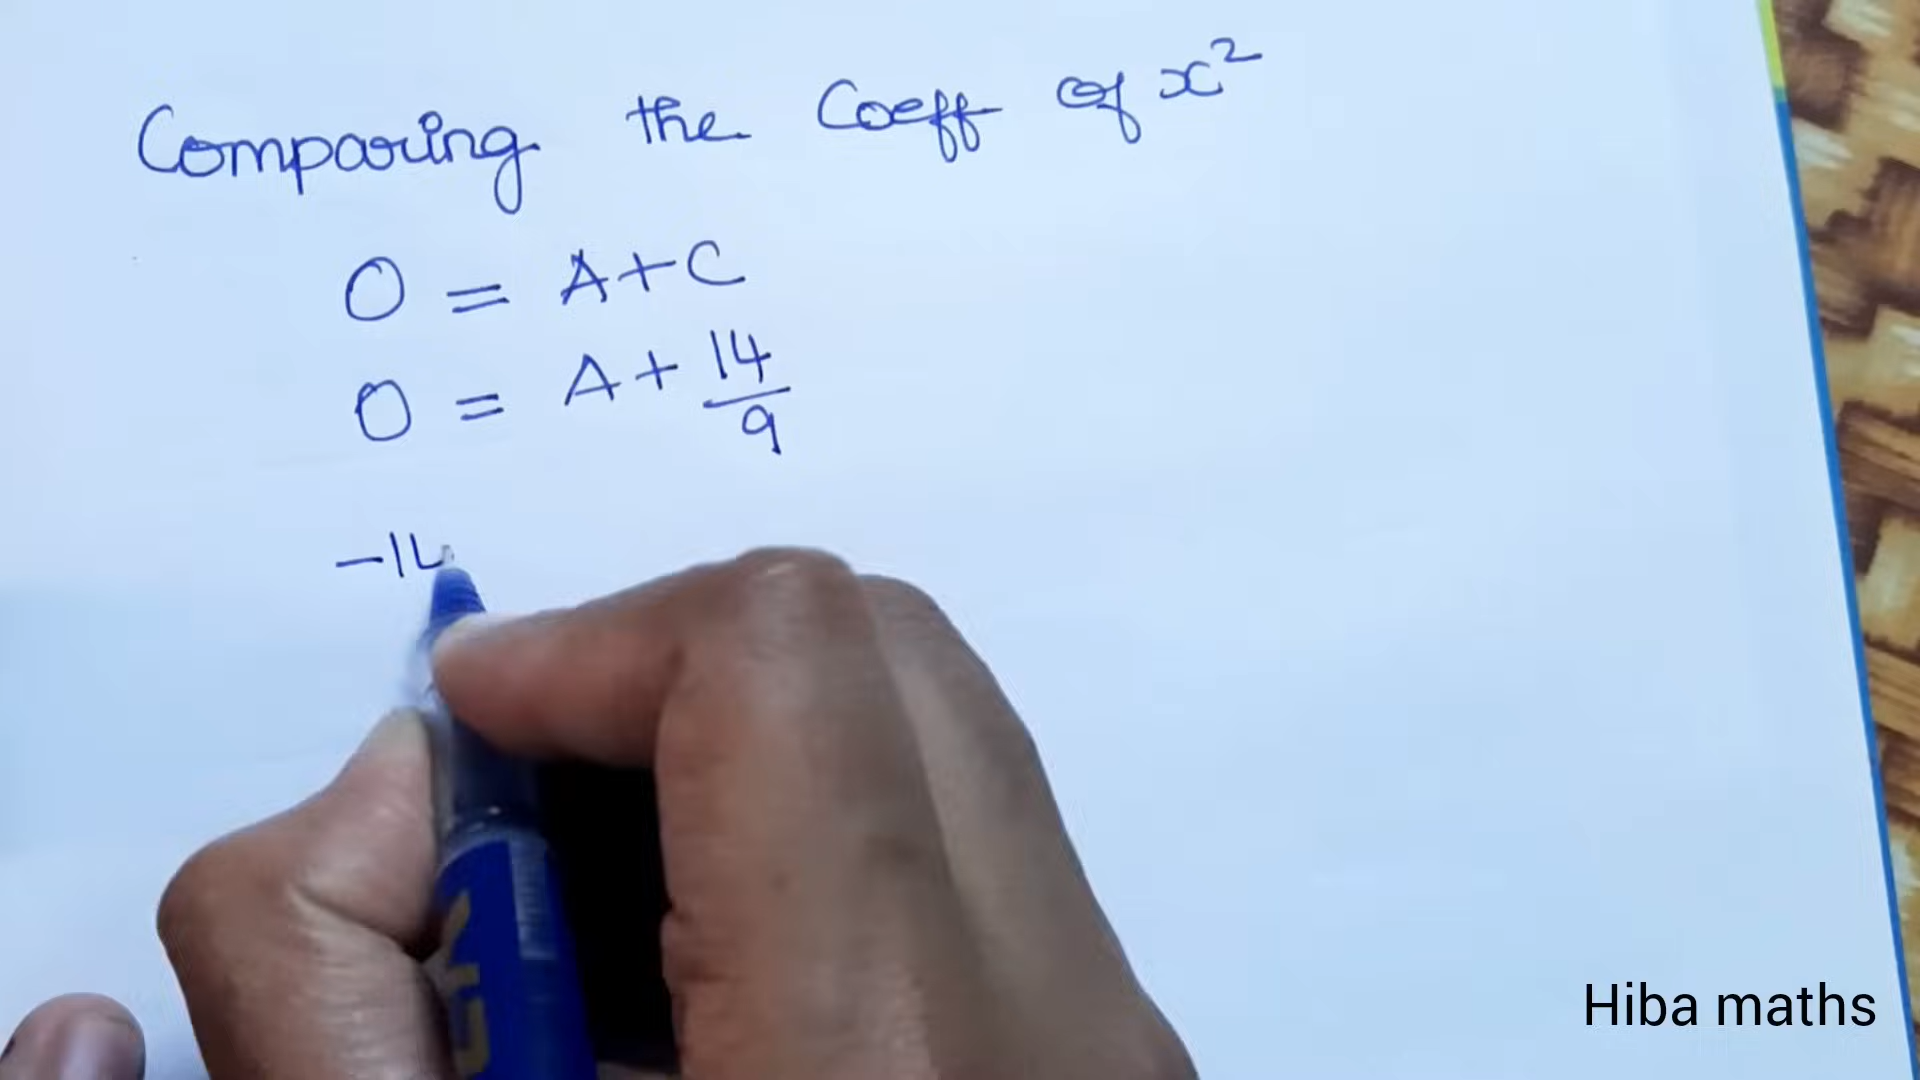 Comparing the Coeff of x²
0 = A+C
0 = A + 14/9
-14
Hiba maths